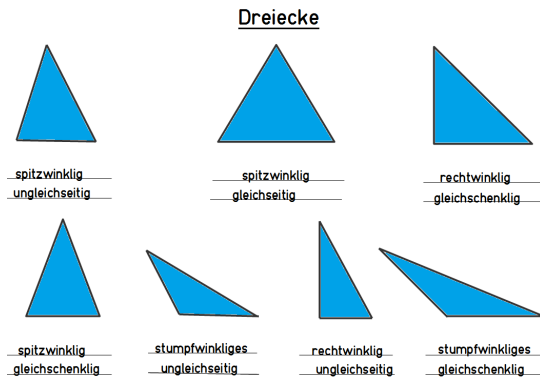 Dreiecke
spitzwinklig
ungleichseitig
spitzwinklig
gleichseitig
rechtwinklig
gleichschenklig
spitzwinklig
gleichschenklig
stumpfwinkliges
ungleichseitig
rechtwinklig
ungleichseitig
stumpfwinkliges
gleichschenklig